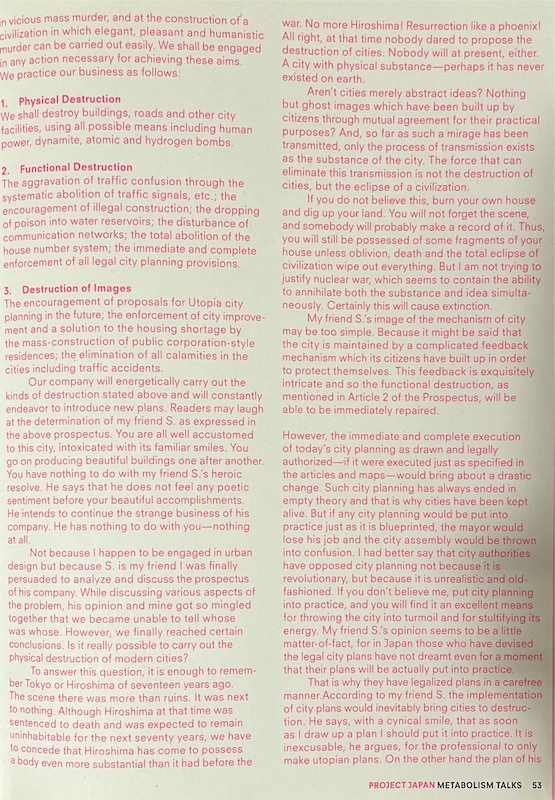 in vicious mass murder, and at the construction of a
civilization in which elegant, pleasant and humanistic
murder can be carried out easily. We shall be engaged
in any action necessary for achieving these aims.
We practice our business as follows:
1. Physical Destruction
We shall destroy buildings, roads and other city
facilities, using all possible means including human
power, dynamite, atomic and hydrogen bombs.
2. Functional Destruction
The aggravation of traffic confusion through the
systematic abolition of traffic signals, etc.; the
encouragement of illegal construction; the dropping
of poison into water reservoirs; the disturbance of
communication networks; the total abolition of the
house number system; the immediate and complete
enforcement of all legal city planning provisions.
3. Destruction of Images
The encouragement of proposals for Utopia city
planning in the future; the enforcement of city improve-
ment and a solution to the housing shortage by
the mass-construction of public corporation-style
residences; the elimination of all calamities in the
cities including traffic accidents.
Our company will energetically carry out the
kinds of destruction stated above and will constantly
endeavor to introduce new plans. Readers may laugh
at the determination of my friend S. as expressed in
the above prospectus. You are all well accustomed
to this city, intoxicated with its familiar smiles. You
go on producing beautiful buildings one after another.
You have nothing to do with my friend S.'s heroic
resolve. He says that he does not feel any poetic
sentiment before your beautiful accomplishments.
He intends to continue the strange business of his
company. He has nothing to do with you—nothing
at all.
Not because I happen to be engaged in urban
design but because S. is my friend I was finally
persuaded to analyze and discuss the prospectus
of his company. While discussing various aspects of
the problem, his opinion and mine got so mingled
together that we became unable to tell whose
was whose. However, we finally reached certain
conclusions. Is it really possible to carry out the
physical destruction of modern cities?
To answer this question, it is enough to remem-
ber Tokyo or Hiroshima of seventeen years ago.
The scene there was more than ruins. It was next
to nothing. Although Hiroshima at that time was
sentenced to death and was expected to remain
uninhabitable for the next seventy years, we have
to concede that Hiroshima has come to possess
a body even more substantial than it had before the
war. No more Hiroshima! Resurrection like a phoenix!
All right, at that time nobody dared to propose the
destruction of cities. Nobody will at present, either.
A city with physical substance—perhaps it has never
existed on earth.
Aren't cities merely abstract ideas? Nothing
but ghost images which have been built up by
citizens through mutual agreement for their practical
purposes? And, so far as such a mirage has been
transmitted, only the process of transmission exists
as the substance of the city. The force that can
eliminate this transmission is not the destruction of
cities, but the eclipse of a civilization.
If you do not believe this, burn your own house
and dig up your land. You will not forget the scene,
and somebody will probably make a record of it. Thus,
you will still be possessed of some fragments of your
house unless oblivion, death and the total eclipse of
civilization wipe out everything. But I am not trying to
justify nuclear war, which seems to contain the ability
to annihilate both the substance and idea simulta-
neously. Certainly this will cause extinction.
My friend S.'s image of the mechanism of city
may be too simple. Because it might be said that
the city is maintained by a complicated feedback
mechanism which its citizens have built up in order
to protect themselves. This feedback is exquisitely
intricate and so the functional destruction, as
mentioned in Article 2 of the Prospectus, will be
able to be immediately repaired.
However, the immediate and complete execution
of today's city planning as drawn and legally
authorized—if it were executed just as specified in
the articles and maps—would bring about a drastic
change. Such city planning has always ended in
empty theory and that is why cities have been kept
alive. But if any city planning would be put into
practice just as it is blueprinted, the mayor would
lose his job and the city assembly would be thrown
into confusion. I had better say that city authorities
have opposed city planning not because it is
revolutionary, but because it is unrealistic and old-
fashioned. If you don't believe me, put city planning
into practice, and you will find it an excellent means
for throwing the city into turmoil and for stultifying its
energy. My friend S.'s opinion seems to be a little
matter-of-fact, for in Japan those who have devised
the legal city plans have not dreamt even for a moment
that their plans will be actually put into practice.
That is why they have legalized plans in a carefree
manner.According to my friend S. the implementation
of city plans would inevitably bring cities to destruc-
tion. He says, with a cynical smile, that as soon
as I draw up a plan I should put it into practice. It is
inexcusable, he argues, for the professional to only
make utopian plans. On the other hand the plan of his
PROJECT JAPAN METABOLISM TALKS 53